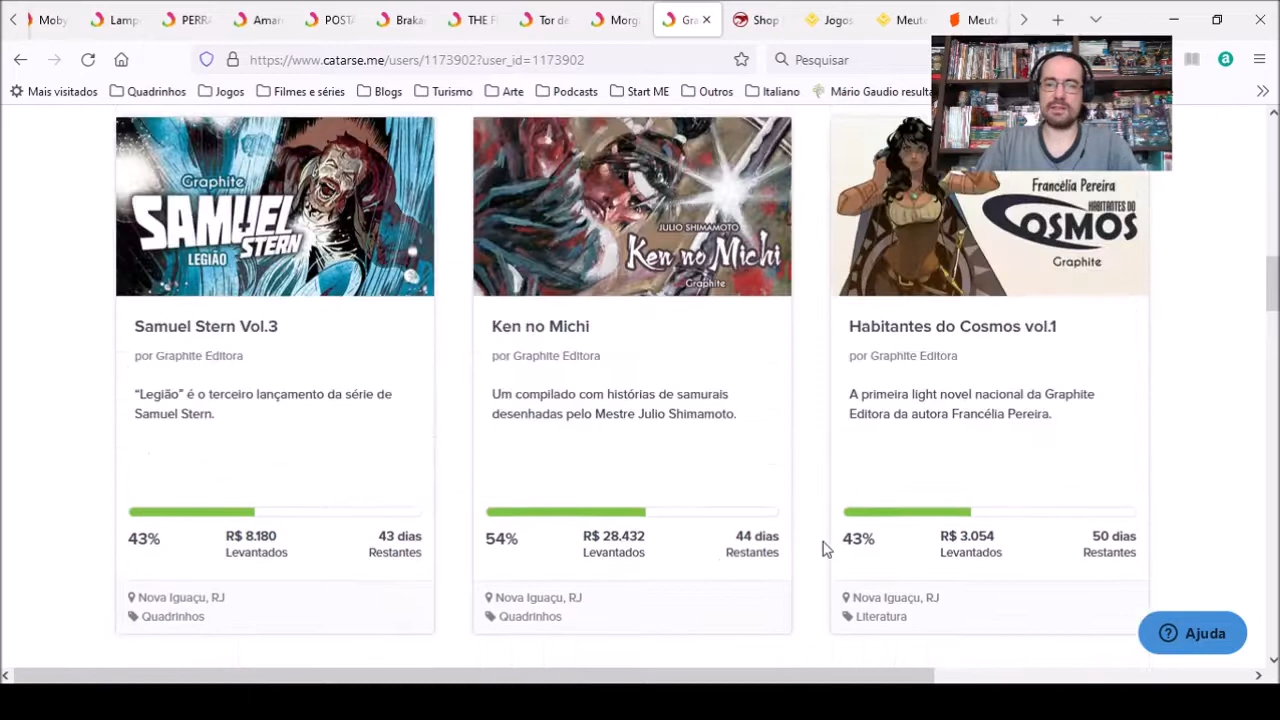 Moby
Lamp
PERRA
Amar
POSTA
Braka
THE F
Tor de
Morg
Gra
Shop
Jogos
Meute
Meuta
https://www.catarse.me/users/1173902?user_id=1173902
Pesquisar
Mais visitados
Quadrinhos
Jogos
Filmes e séries
Blogs
Turismo
Arte
Podcasts
Start ME
Outros
Italiano
Mário Gaudio resulta
Graphite
SAMUEL
STERN
LEGIÃO
JULIO SHIMAMOTO
Ken no Michi
Graphite
Francélia Pereira
HABITANTES DO
COSMOS
Graphite
Samuel Stern Vol.3
por Graphite Editora
“Legião” é o terceiro lançamento da série de
Samuel Stern.
43%
R$ 8.180
Levantados
43 dias
Restantes
Nova Iguaçu, RJ
Quadrinhos
Ken no Michi
por Graphite Editora
Um compilado com histórias de samurais
desenhadas pelo Mestre Julio Shimamoto.
54%
R$ 28.432
Levantados
44 dias
Restantes
Nova Iguaçu, RJ
Quadrinhos
Habitantes do Cosmos vol.1
por Graphite Editora
A primeira light novel nacional da Graphite
Editora da autora Francélia Pereira.
43%
R$ 3.054
Levantados
50 dias
Restantes
Nova Iguaçu, RJ
Literatura
Ajuda